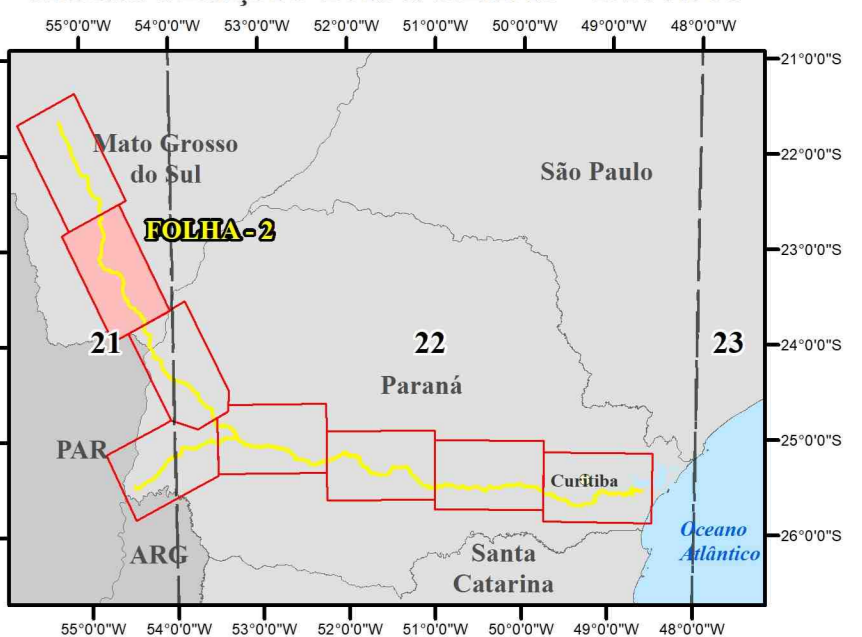 55°0'0"W 54°0'0"W 53°0'0"W 52°0'0"W 51°0'0"W 50°0'0"W 49°0'0"W 48°0'0"W
21°0'0"S
Mato Grosso
do Sul
22°0'0"S
São Paulo
FOLHA - 2
23°0'0"S
21
22
23
24°0'0"S
Paraná
PAR
25°0'0"S
Curitiba
ARG
Santa
Catarina
Oceano
Atlântico
26°0'0"S
55°0'0"W 54°0'0"W 53°0'0"W 52°0'0"W 51°0'0"W 50°0'0"W 49°0'0"W 48°0'0"W